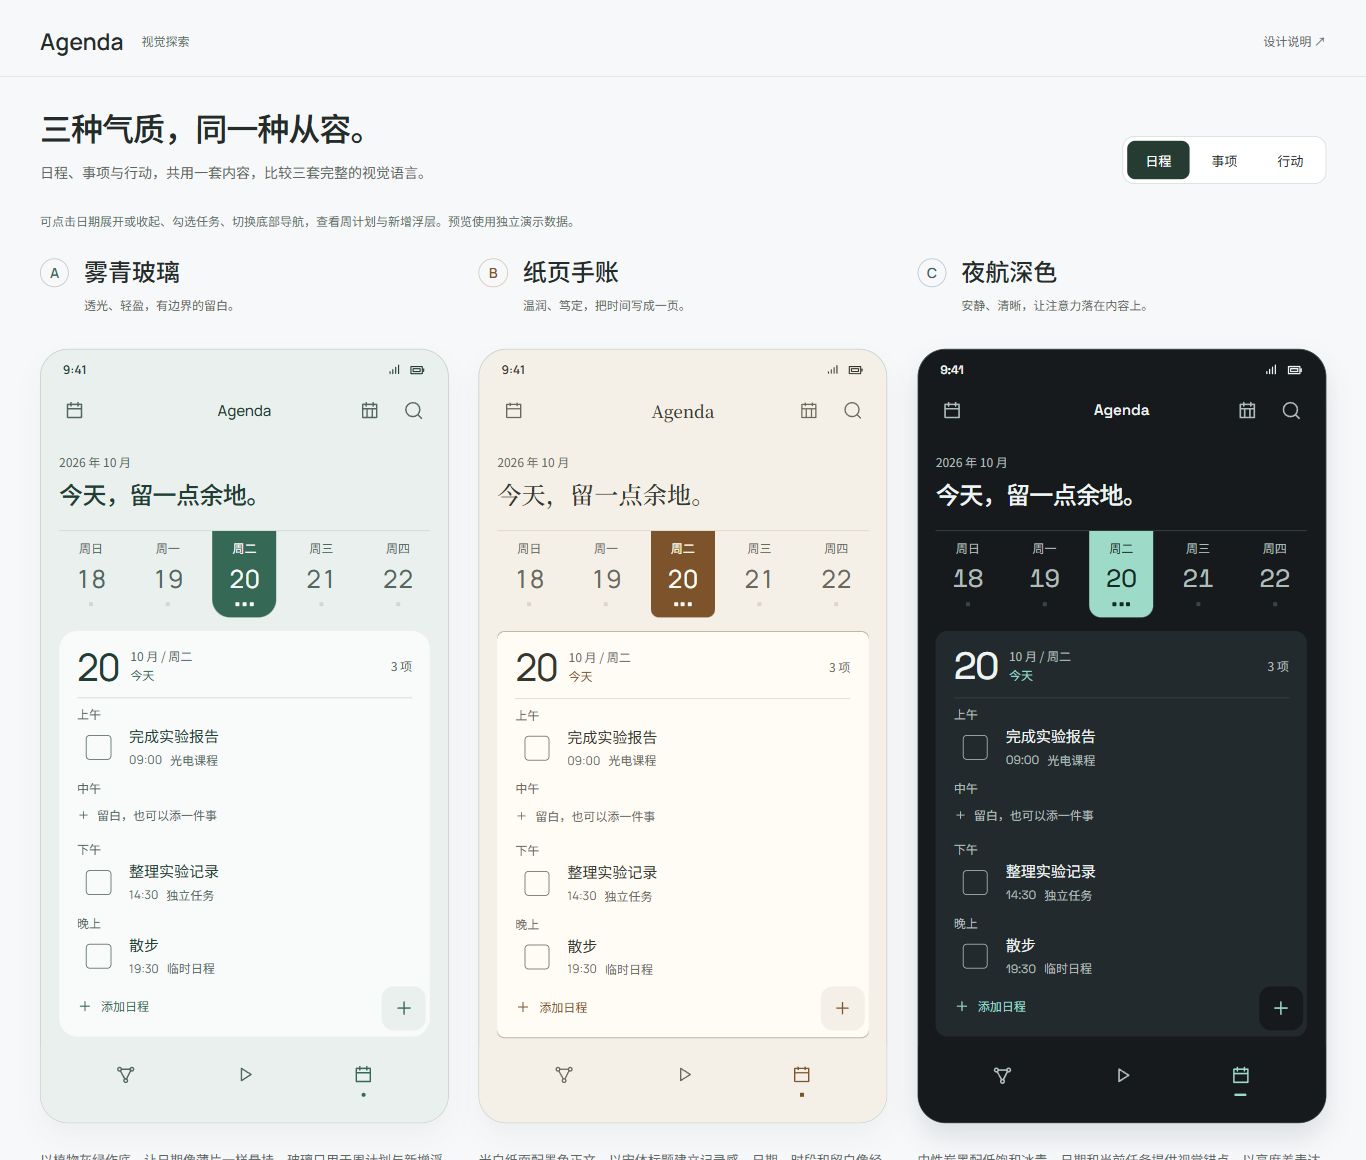 Agenda 视觉探索
设计说明 ↗
三种气质，同一种从容。
日程、事项与行动，共用一套内容，比较三套完整的视觉语言。
日程 事项 行动
可点击日期展开或收起、勾选任务、切换底部导航，查看周计划与新增浮层。预览使用独立演示数据。
A 雾青玻璃
透光、轻盈，有边界的留白。
9:41
Agenda
2026 年 10 月
今天，留一点余地。
周日 周一 周二 周三 周四
18 19 20 21 22
20 10 月 / 周二
今天
3 项
上午
完成实验报告
09:00 光电课程
中午
+ 留白，也可以添一件事
下午
整理实验记录
14:30 独立任务
晚上
散步
19:30 临时日程
+ 添加日程
+
B 纸页手账
温润、笃定，把时间写成一页。
9:41
Agenda
2026 年 10 月
今天，留一点余地。
周日 周一 周二 周三 周四
18 19 20 21 22
20 10 月 / 周二
今天
3 项
上午
完成实验报告
09:00 光电课程
中午
+ 留白，也可以添一件事
下午
整理实验记录
14:30 独立任务
晚上
散步
19:30 临时日程
+ 添加日程
+
C 夜航深色
安静、清晰，让注意力落在内容上。
9:41
Agenda
2026 年 10 月
今天，留一点余地。
周日 周一 周二 周三 周四
18 19 20 21 22
20 10 月 / 周二
今天
3 项
上午
完成实验报告
09:00 光电课程
中午
+ 留白，也可以添一件事
下午
整理实验记录
14:30 独立任务
晚上
散步
19:30 临时日程
+ 添加日程
+